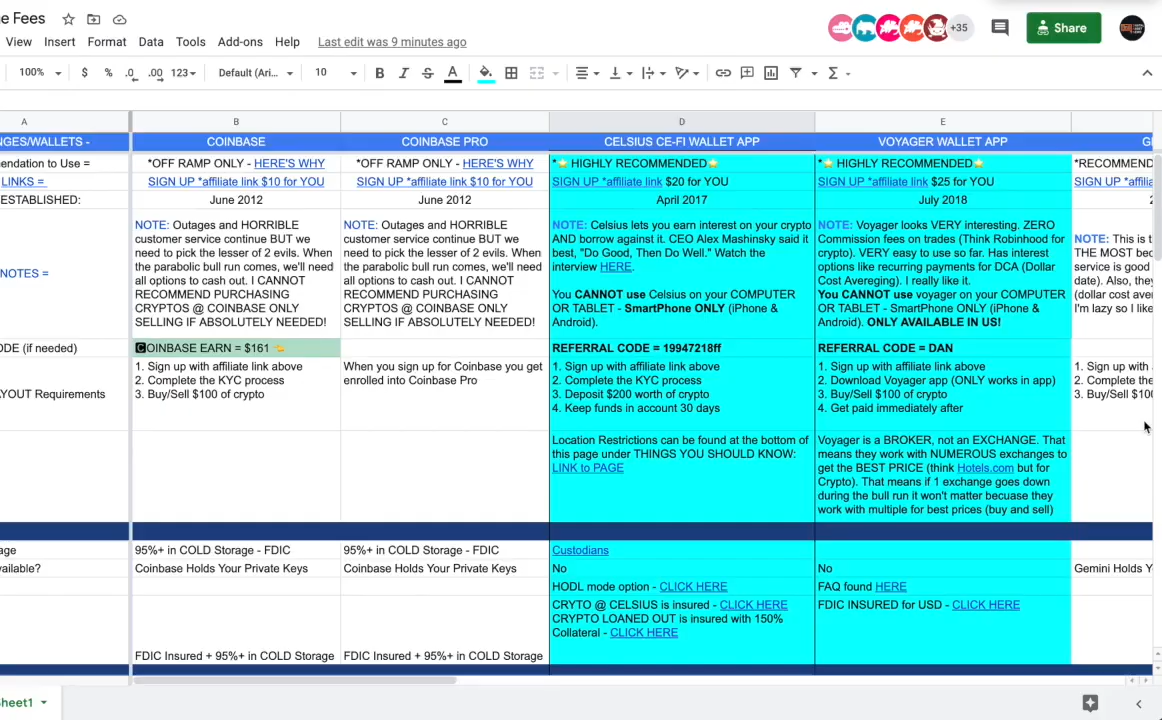 e Fees
+35
Share
View Insert Format Data Tools Add-ons Help Last edit was 9 minutes ago
100% $ % .0 .00 123 Default (Ari... 10 B I S A
A B C D E
NGES/WALLETS - COINBASE COINBASE PRO CELSIUS CE-FI WALLET APP VOYAGER WALLET APP G
endation to Use = *OFF RAMP ONLY - HERE'S WHY *OFF RAMP ONLY - HERE'S WHY *⭐ HIGHLY RECOMMENDED⭐ *⭐ HIGHLY RECOMMENDED⭐ *RECOMMEND
LINKS = SIGN UP *affiliate link $10 for YOU SIGN UP *affiliate link $10 for YOU SIGN UP *affiliate link $20 for YOU SIGN UP *affiliate link $25 for YOU SIGN UP *affilia
ESTABLISHED: June 2012 June 2012 April 2017 July 2018 2
NOTES =
NOTE: Outages and HORRIBLE
customer service continue BUT we
need to pick the lesser of 2 evils. When
the parabolic bull run comes, we'll need
all options to cash out. I CANNOT
RECOMMEND PURCHASING
CRYPTOS @ COINBASE ONLY
SELLING IF ABSOLUTELY NEEDED!
NOTE: Outages and HORRIBLE
customer service continue BUT we
need to pick the lesser of 2 evils. When
the parabolic bull run comes, we'll need
all options to cash out. I CANNOT
RECOMMEND PURCHASING
CRYPTOS @ COINBASE ONLY
SELLING IF ABSOLUTELY NEEDED!
NOTE: Celsius lets you earn interest on your crypto
AND borrow against it. CEO Alex Mashinsky said it
best, "Do Good, Then Do Well." Watch the
interview HERE.
You CANNOT use Celsius on your COMPUTER
OR TABLET - SmartPhone ONLY (iPhone &
Android).
NOTE: Voyager looks VERY interesting. ZERO
Commission fees on trades (Think Robinhood for
crypto). VERY easy to use so far. Has interest
options like recurring payments for DCA (Dollar
Cost Avereging). I really like it.
You CANNOT use voyager on your COMPUTER
OR TABLET - SmartPhone ONLY (iPhone &
Android). ONLY AVAILABLE IN US!
NOTE: This is t
THE MOST bec
service is good
date). Also, they
(dollar cost aver
I'm lazy so I like
ODE (if needed) COINBASE EARN = $161 REFERRAL CODE = 19947218ff REFERRAL CODE = DAN
YOUT Requirements
1. Sign up with affiliate link above
2. Complete the KYC process
3. Buy/Sell $100 of crypto
When you sign up for Coinbase you get
enrolled into Coinbase Pro
1. Sign up with affiliate link above
2. Complete the KYC process
3. Deposit $200 worth of crypto
4. Keep funds in account 30 days
1. Sign up with affiliate link above
2. Download Voyager app (ONLY works in app)
3. Buy/Sell $100 of crypto
4. Get paid immediately after
1. Sign up with
2. Complete the
3. Buy/Sell $100
Location Restrictions can be found at the bottom of
this page under THINGS YOU SHOULD KNOW:
LINK to PAGE
Voyager is a BROKER, not an EXCHANGE. That
means they work with NUMEROUS exchanges to
get the BEST PRICE (think Hotels.com but for
Crypto). That means if 1 exchange goes down
during the bull run it won't matter becuase they
work with multiple for best prices (buy and sell)
age 95%+ in COLD Storage - FDIC 95%+ in COLD Storage - FDIC Custodians
vailable? Coinbase Holds Your Private Keys Coinbase Holds Your Private Keys No No Gemini Holds Y
HODL mode option - CLICK HERE FAQ found HERE
CRYTO @ CELSIUS is insured - CLICK HERE
CRYPTO LOANED OUT is insured with 150%
Collateral - CLICK HERE
FDIC INSURED for USD - CLICK HERE
FDIC Insured + 95%+ in COLD Storage FDIC Insured + 95%+ in COLD Storage
heet1